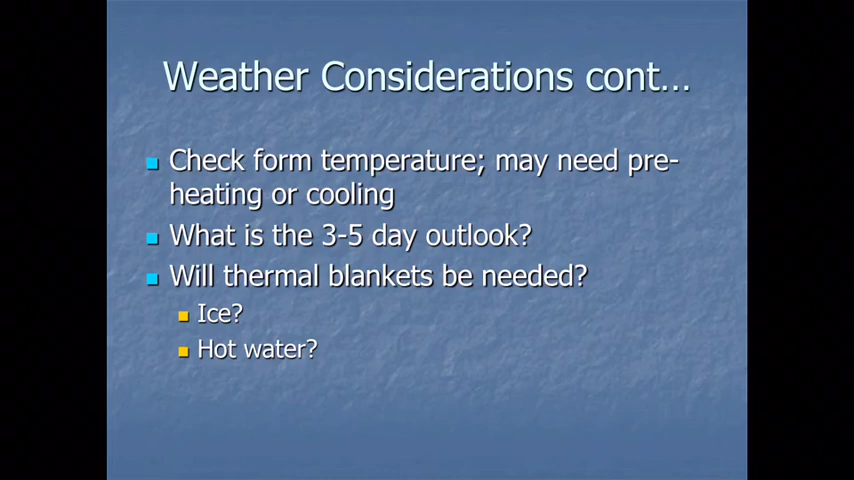 Weather Considerations cont...
Check form temperature; may need pre-
heating or cooling
What is the 3-5 day outlook?
Will thermal blankets be needed?
Ice?
Hot water?